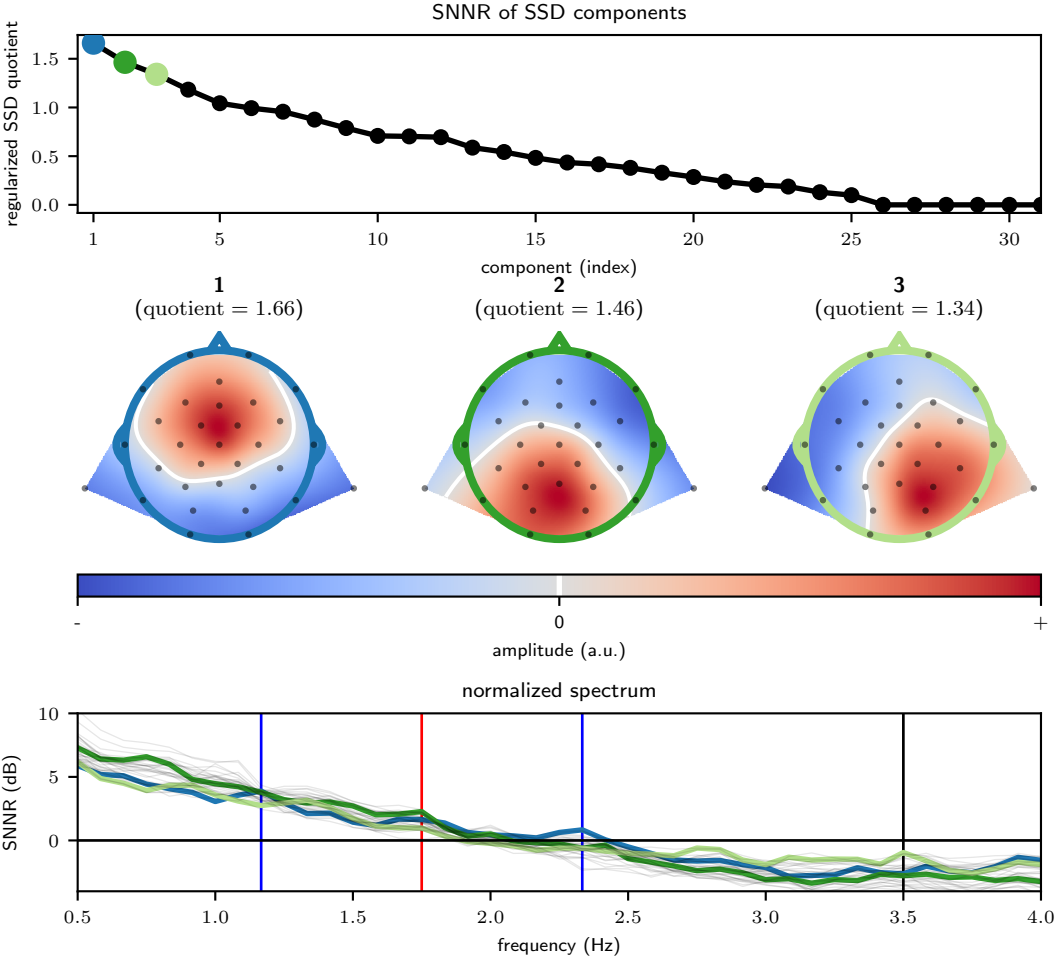 SNNR of SSD components
regularized SSD quotient
1.5
1.0
0.5
0.0
1 5 10 15 20 25 30
component (index)
1 2 3
(quotient = 1.66) (quotient = 1.46) (quotient = 1.34)
- 0 +
amplitude (a.u.)
normalized spectrum
SNNR (dB)
10
5
0
0.5 1.0 1.5 2.0 2.5 3.0 3.5 4.0
frequency (Hz)